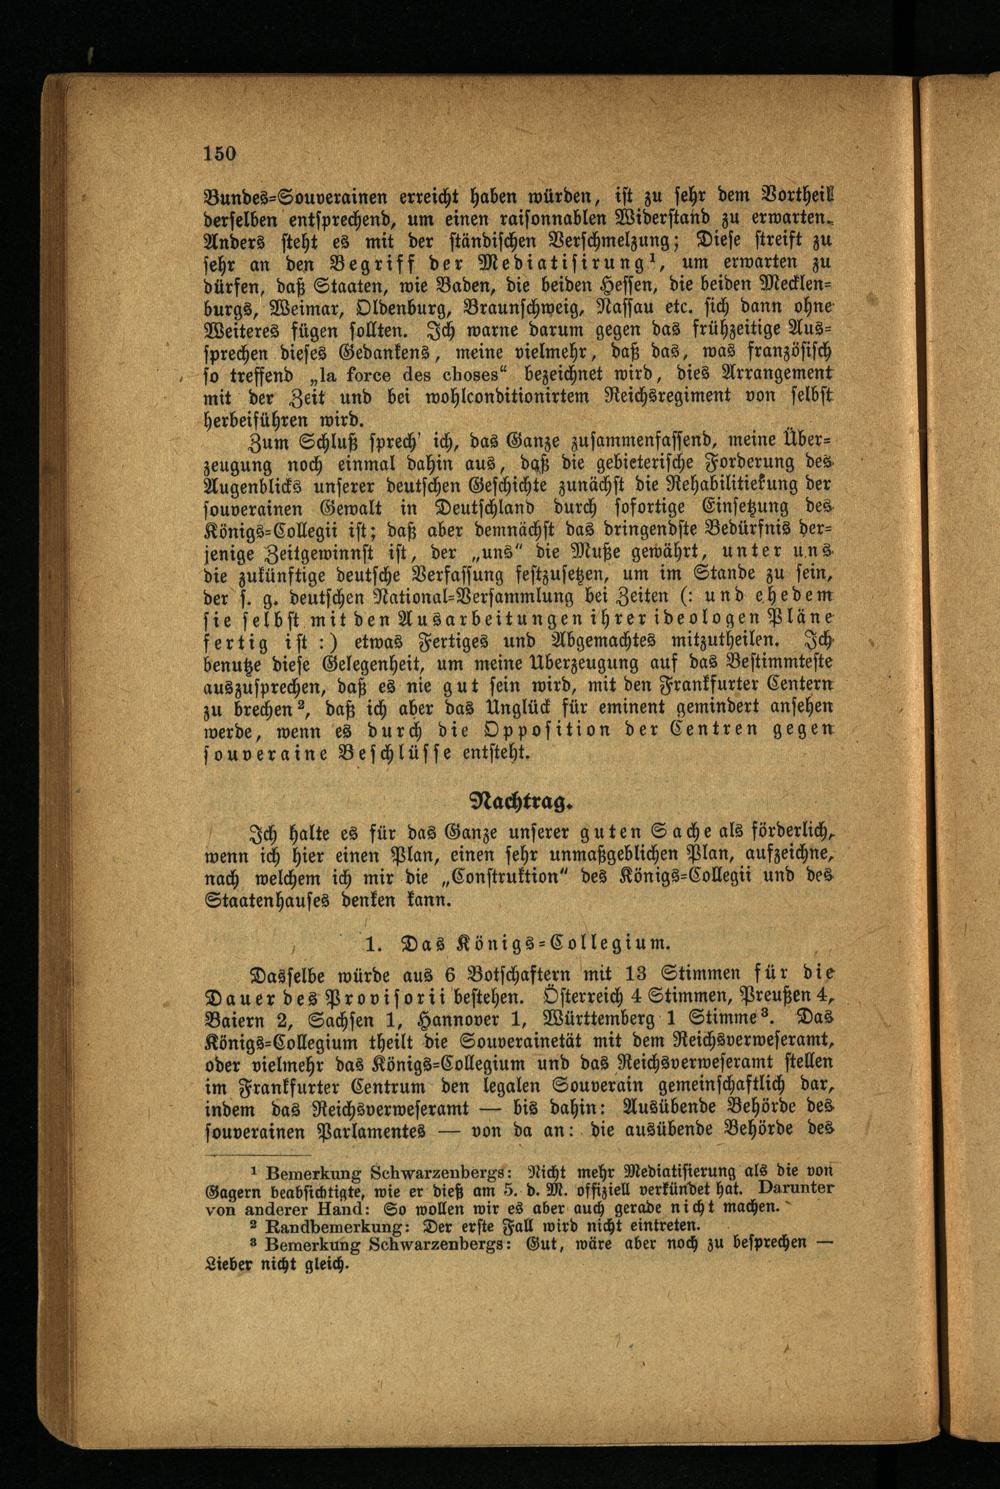 150
Bundes-Souverainen erreicht haben würden, ist zu sehr dem Vortheil
derselben entsprechend, um einen raisonnablen Widerstand zu erwarten.
Anders steht es mit der ständischen Verschmelzung; Diese streift zu
sehr an den Begriff der Mediatisirung¹, um erwarten zu
dürfen, daß Staaten, wie Baden, die beiden Hessen, die beiden Mecklen-
burgs, Weimar, Oldenburg, Braunschweig, Nassau etc. sich dann ohne
Weiteres fügen sollten. Ich warne darum gegen das frühzeitige Aus-
sprechen dieses Gedankens, meine vielmehr, daß das, was französisch
so treffend „la force des choses“ bezeichnet wird, dies Arrangement
mit der Zeit und bei wohlconditionirtem Reichsregiment von selbst
herbeiführen wird.
Zum Schluß sprech' ich, das Ganze zusammenfassend, meine Über-
zeugung noch einmal dahin aus, daß die gebieterische Forderung des
Augenblicks unserer deutschen Geschichte zunächst die Rehabilitiekung der
souverainen Gewalt in Deutschland durch sofortige Einsetzung des
Königs-Collegii ist; daß aber demnächst das dringendste Bedürfnis der-
jenige Zeitgewinnst ist, der „uns“ die Muße gewährt, unter uns
die zukünftige deutsche Verfassung festzusetzen, um im Stande zu sein,
der s. g. deutschen National-Versammlung bei Zeiten (: und ehedem
sie selbst mit den Ausarbeitungen ihrer ideologen Pläne
fertig ist :) etwas Fertiges und Abgemachtes mitzutheilen. Ich
benutze diese Gelegenheit, um meine Überzeugung auf das Bestimmteste
auszusprechen, daß es nie gut sein wird, mit den Frankfurter Centern
zu brechen², daß ich aber das Unglück für eminent gemindert ansehen
werde, wenn es durch die Opposition der Centren gegen
souveraine Beschlüsse entsteht.
Nachtrag.
Ich halte es für das Ganze unserer guten Sache als förderlich,
wenn ich hier einen Plan, einen sehr unmaßgeblichen Plan, aufzeichne,
nach welchem ich mir die „Construktion“ des Königs-Collegii und des
Staatenhauses denken kann.
1. Das Königs-Collegium.
Dasselbe würde aus 6 Botschaftern mit 13 Stimmen für die
Dauer des Provisorii bestehen. Österreich 4 Stimmen, Preußen 4,
Baiern 2, Sachsen 1, Hannover 1, Württemberg 1 Stimme³. Das
Königs-Collegium theilt die Souverainetät mit dem Reichsverweseramt,
oder vielmehr das Königs-Collegium und das Reichsverweseramt stellen
im Frankfurter Centrum den legalen Souverain gemeinschaftlich dar,
indem das Reichsverweseramt — bis dahin: Ausübende Behörde des
souverainen Parlamentes — von da an: die ausübende Behörde des
¹ Bemerkung Schwarzenbergs: Nicht mehr Mediatisierung als die von
Gagern beabsichtigte, wie er dieß am 5. d. M. offiziell verkündet hat. Darunter
von anderer Hand: So wollen wir es aber auch gerade nicht machen.
² Randbemerkung: Der erste Fall wird nicht eintreten.
³ Bemerkung Schwarzenbergs: Gut, wäre aber noch zu besprechen —
Lieber nicht gleich.